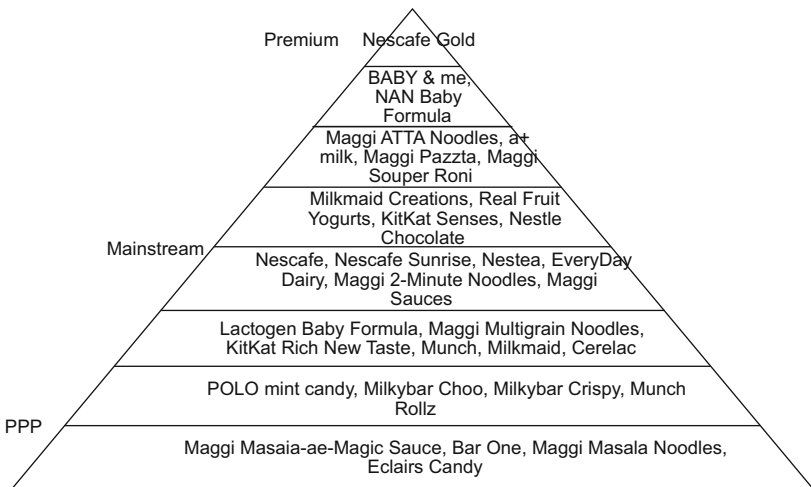 Premium Nescafe Gold
BABY & me,
NAN Baby
Formula
Maggi ATTA Noodles, a+
milk, Maggi Pazzta, Maggi
Souper Roni
Milkmaid Creations, Real Fruit
Yogurts, KitKat Senses, Nestle
Chocolate
Mainstream
Nescafe, Nescafe Sunrise, Nestea, EveryDay
Dairy, Maggi 2-Minute Noodles, Maggi
Sauces
Lactogen Baby Formula, Maggi Multigrain Noodles,
KitKat Rich New Taste, Munch, Milkmaid, Cerelac
POLO mint candy, Milkybar Choo, Milkybar Crispy, Munch
Rollz
PPP
Maggi Masaia-ae-Magic Sauce, Bar One, Maggi Masala Noodles,
Eclairs Candy